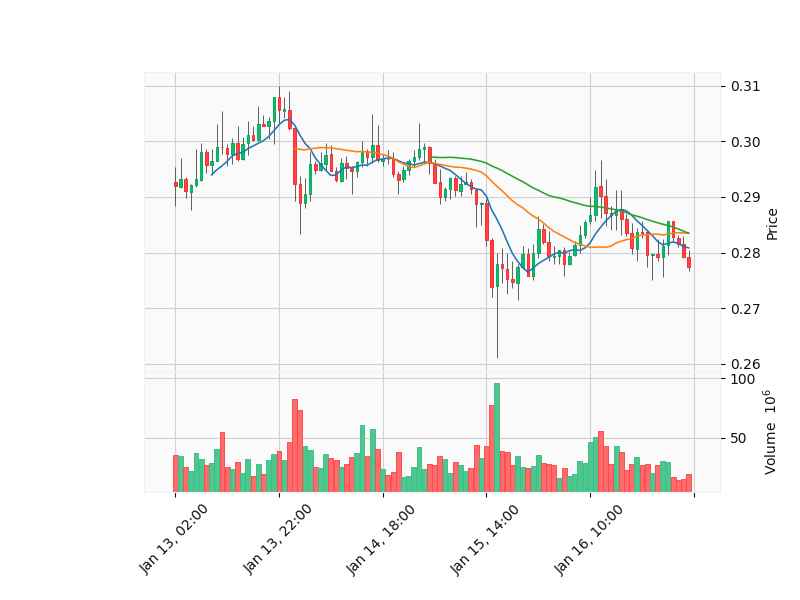 0.31
0.30
0.29
0.28
0.27
0.26
Price
100
50
Volume 10^6
Jan 13, 02:00
Jan 13, 22:00
Jan 14, 18:00
Jan 15, 14:00
Jan 16, 10:00